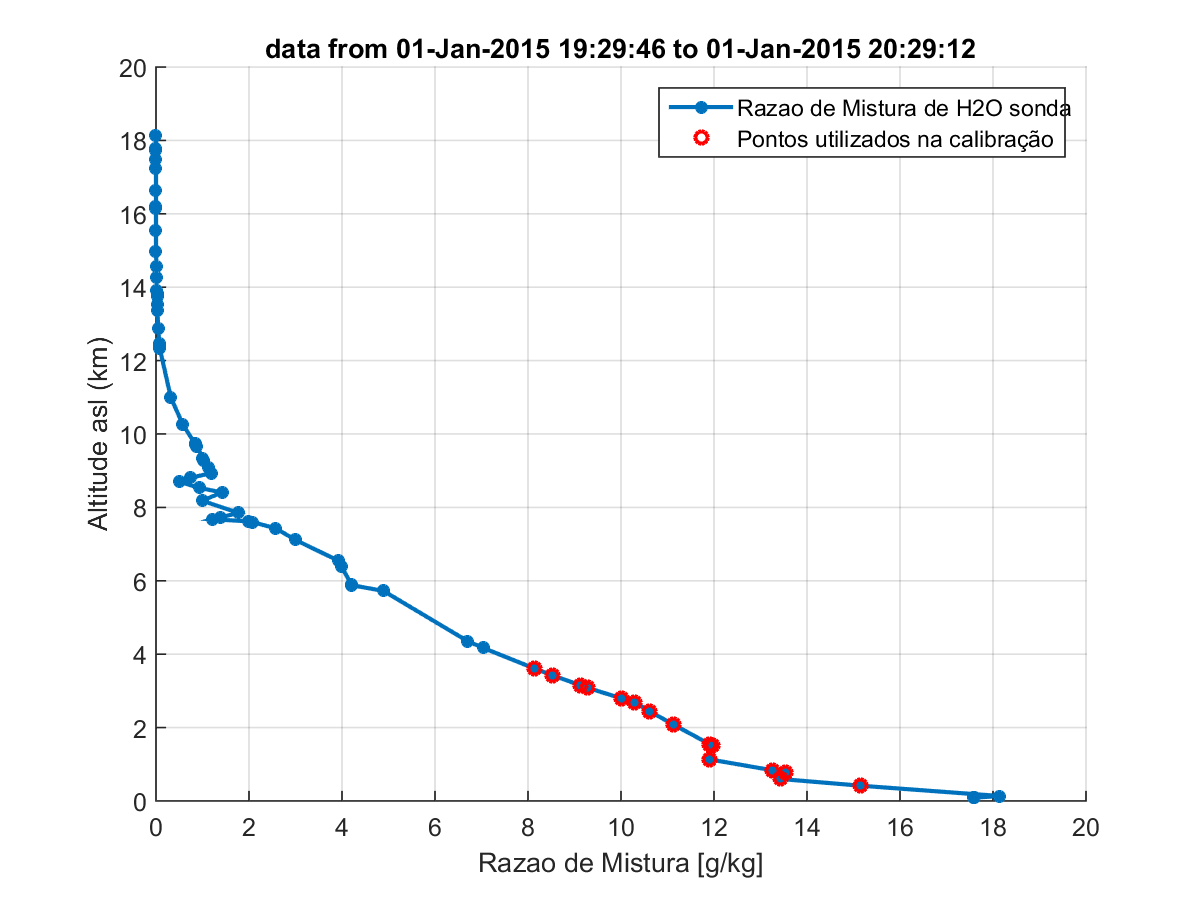 data from 01-Jan-2015 19:29:46 to 01-Jan-2015 20:29:12
Razao de Mistura de H2O sonda
Pontos utilizados na calibração
Altitude asl (km)
20
18
16
14
12
10
8
6
4
2
0
0 2 4 6 8 10 12 14 16 18 20
Razao de Mistura [g/kg]